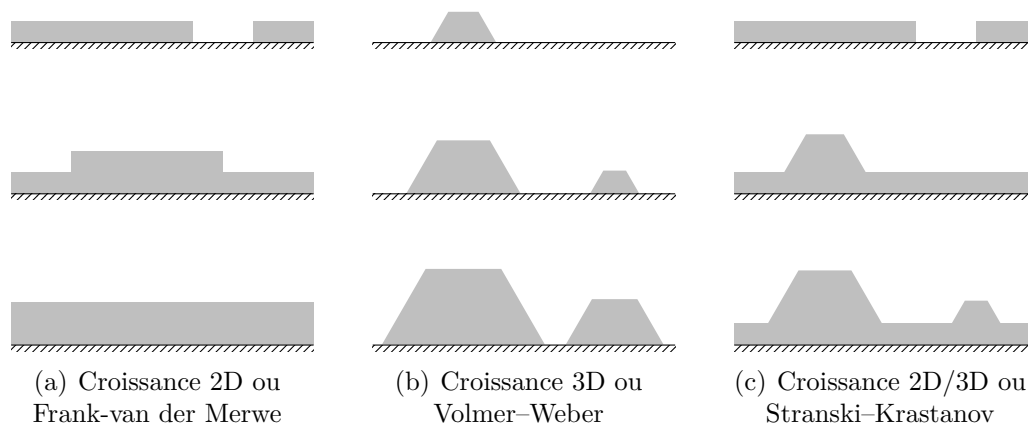 (a) Croissance 2D ou
Frank-van der Merwe
(b) Croissance 3D ou
Volmer–Weber
(c) Croissance 2D/3D ou
Stranski–Krastanov